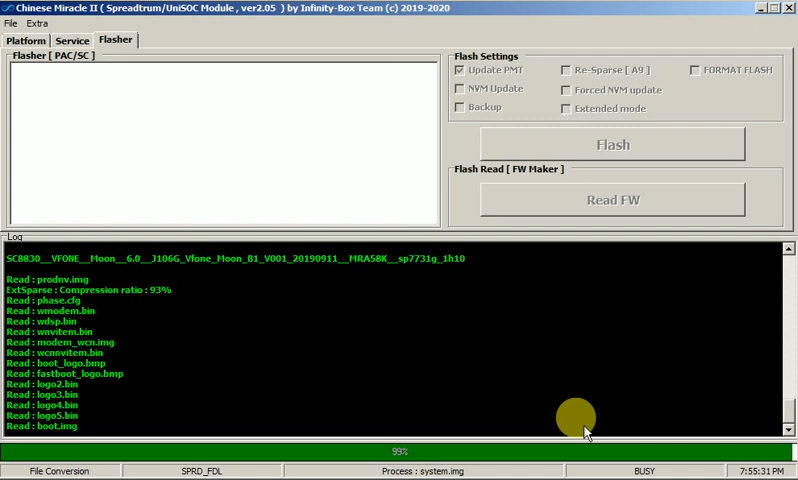 Chinese Miracle II ( Spreadtrum/UniSOC Module , ver2.05 ) by Infinity-Box Team (c) 2019-2020
File Extra
Platform Service Flasher
Flasher [ PAC/SC ]
Flash Settings
Update PMT Re-Sparse [ A9 ] FORMAT FLASH
NVM Update Forced NVM update
Backup Extended mode
Flash
Flash Read [ FW Maker ]
Read FW
Log
SC8830__VFONE__Moon__6.0__J106G_Vfone_Moon_B1_V001_20190911__MRA58K__sp7731g_1h10
Read : prodnv.img
ExtSparse : Compression ratio : 93%
Read : phase.cfg
Read : wmodem.bin
Read : wdsp.bin
Read : wnvitem.bin
Read : modem_wcn.img
Read : wcnnvitem.bin
Read : boot_logo.bmp
Read : fastboot_logo.bmp
Read : logo2.bin
Read : logo3.bin
Read : logo4.bin
Read : logo5.bin
Read : boot.img
99%
File Conversion SPRD_FDL Process : system.img BUSY 7:55:31 PM